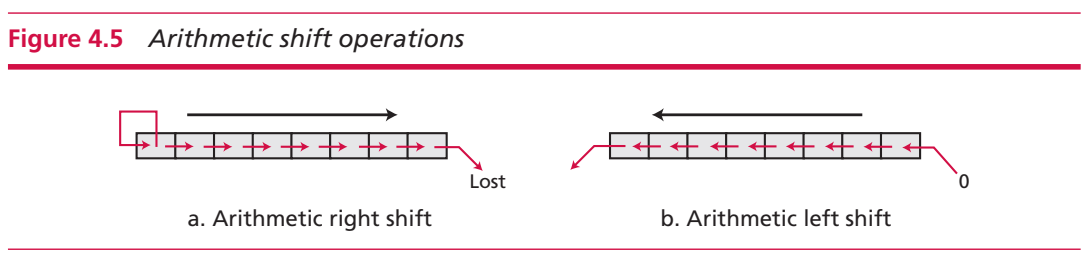 Figure 4.5 Arithmetic shift operations
Lost
0
a. Arithmetic right shift
b. Arithmetic left shift